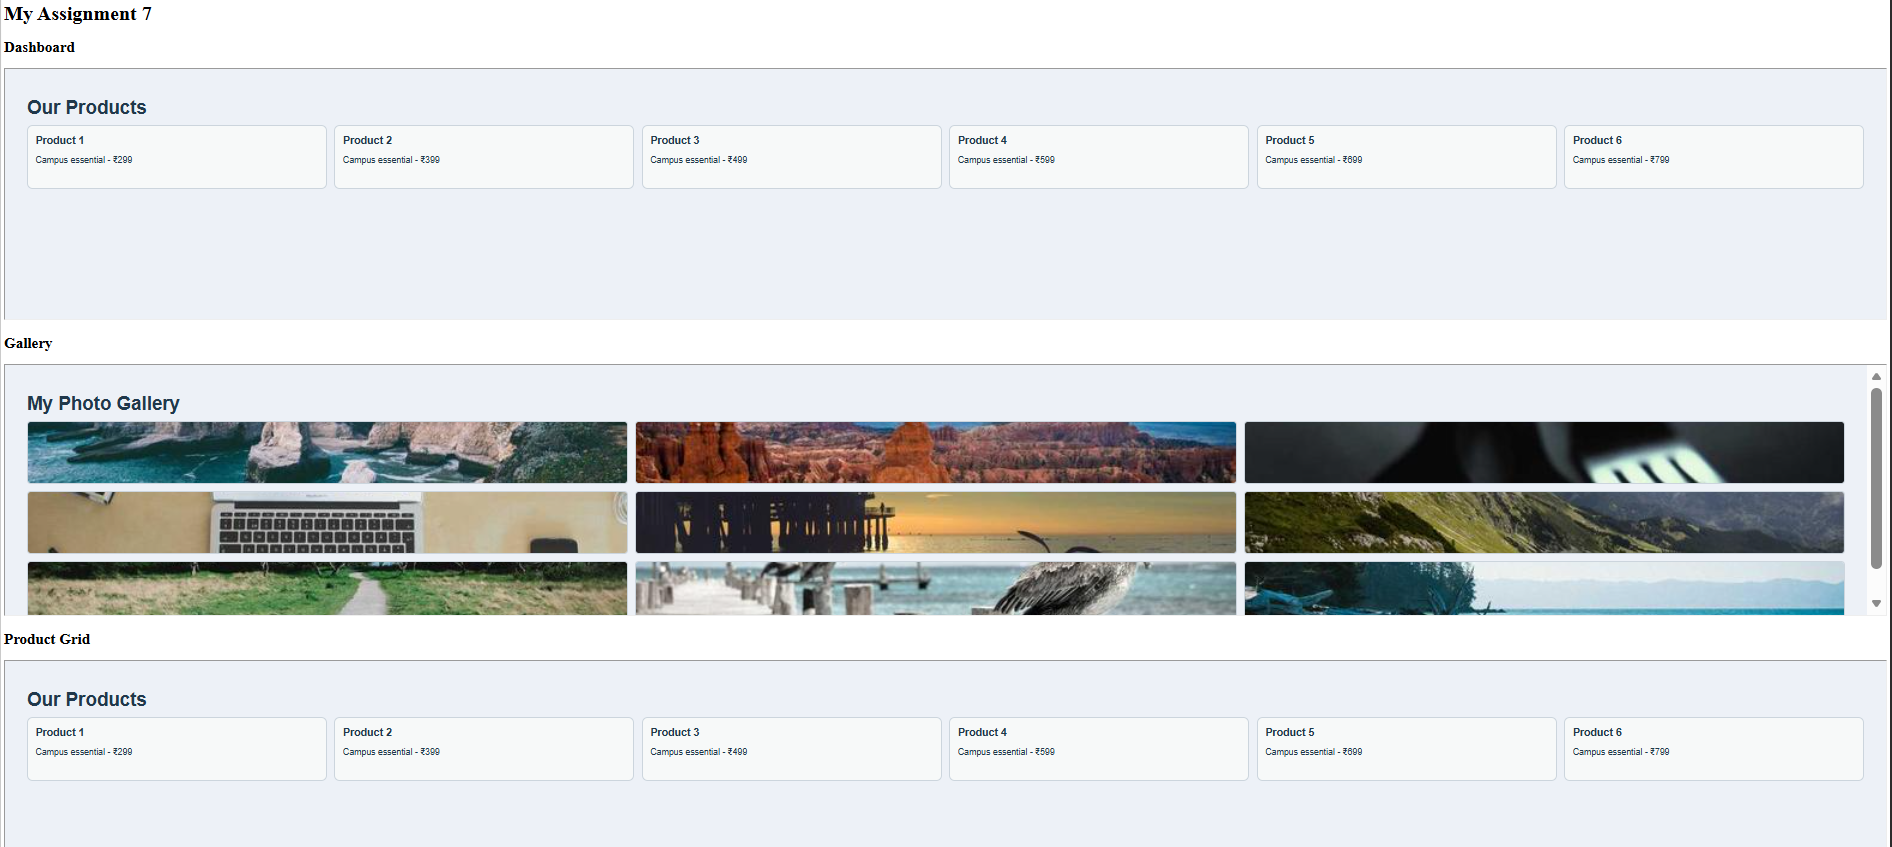 My Assignment 7
Dashboard
Our Products
Product 1 Product 2 Product 3 Product 4 Product 5 Product 6
Campus essential - ₹299 Campus essential - ₹399 Campus essential - ₹499 Campus essential - ₹599 Campus essential - ₹699 Campus essential - ₹799
Gallery
My Photo Gallery
Product Grid
Our Products
Product 1 Product 2 Product 3 Product 4 Product 5 Product 6
Campus essential - ₹299 Campus essential - ₹399 Campus essential - ₹499 Campus essential - ₹599 Campus essential - ₹699 Campus essential - ₹799